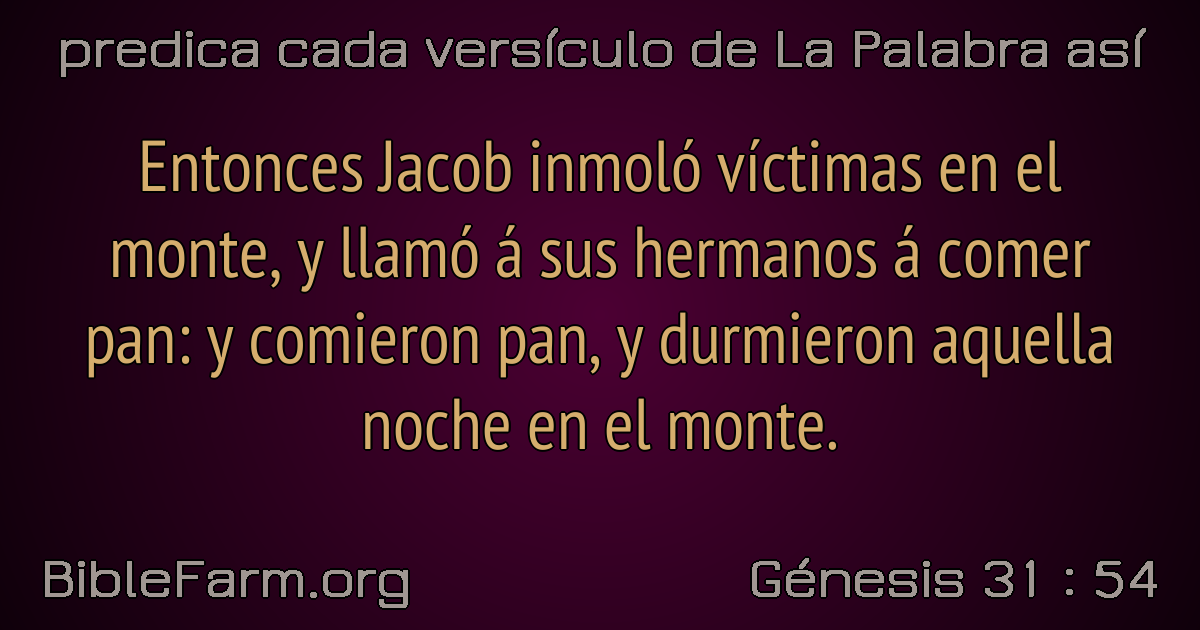 predica cada versículo de La Palabra así
Entonces Jacob inmoló víctimas en el
monte, y llamó á sus hermanos á comer
pan: y comieron pan, y durmieron aquella
noche en el monte.
BibleFarm.org
Génesis 31 : 54